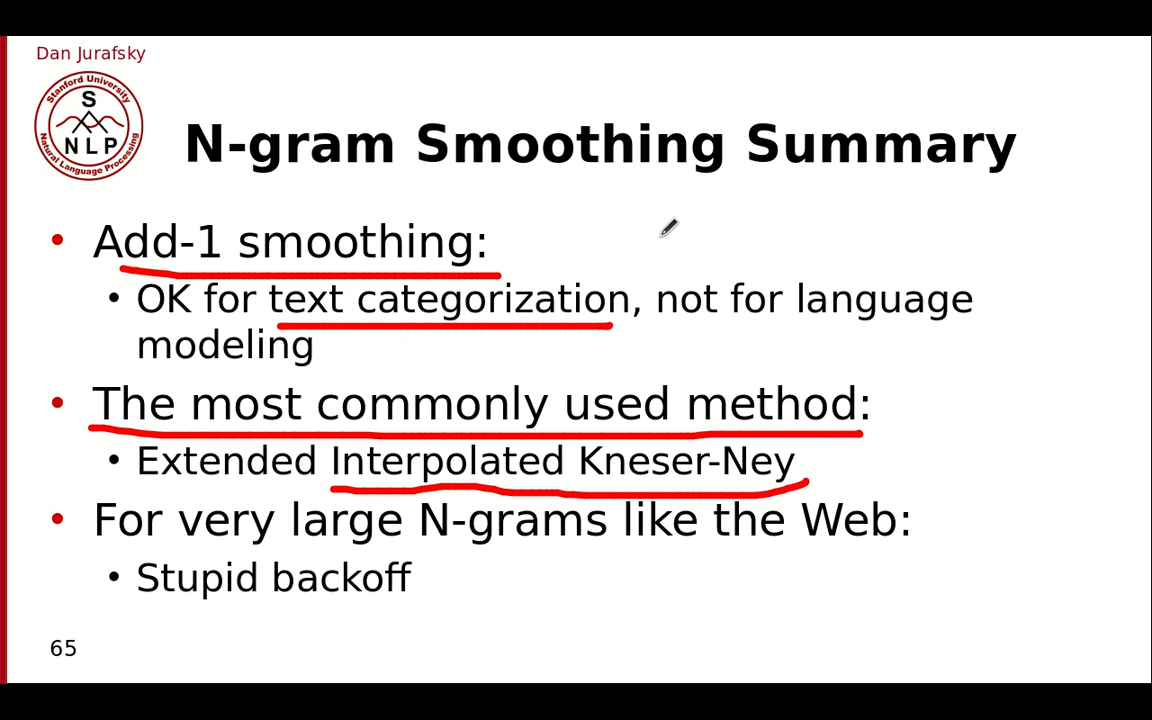 Dan Jurafsky
Stanford University
S
N L P
Natural Language Processing
N-gram Smoothing Summary
• Add-1 smoothing:
• OK for text categorization, not for language
modeling
• The most commonly used method:
• Extended Interpolated Kneser-Ney
• For very large N-grams like the Web:
• Stupid backoff
65